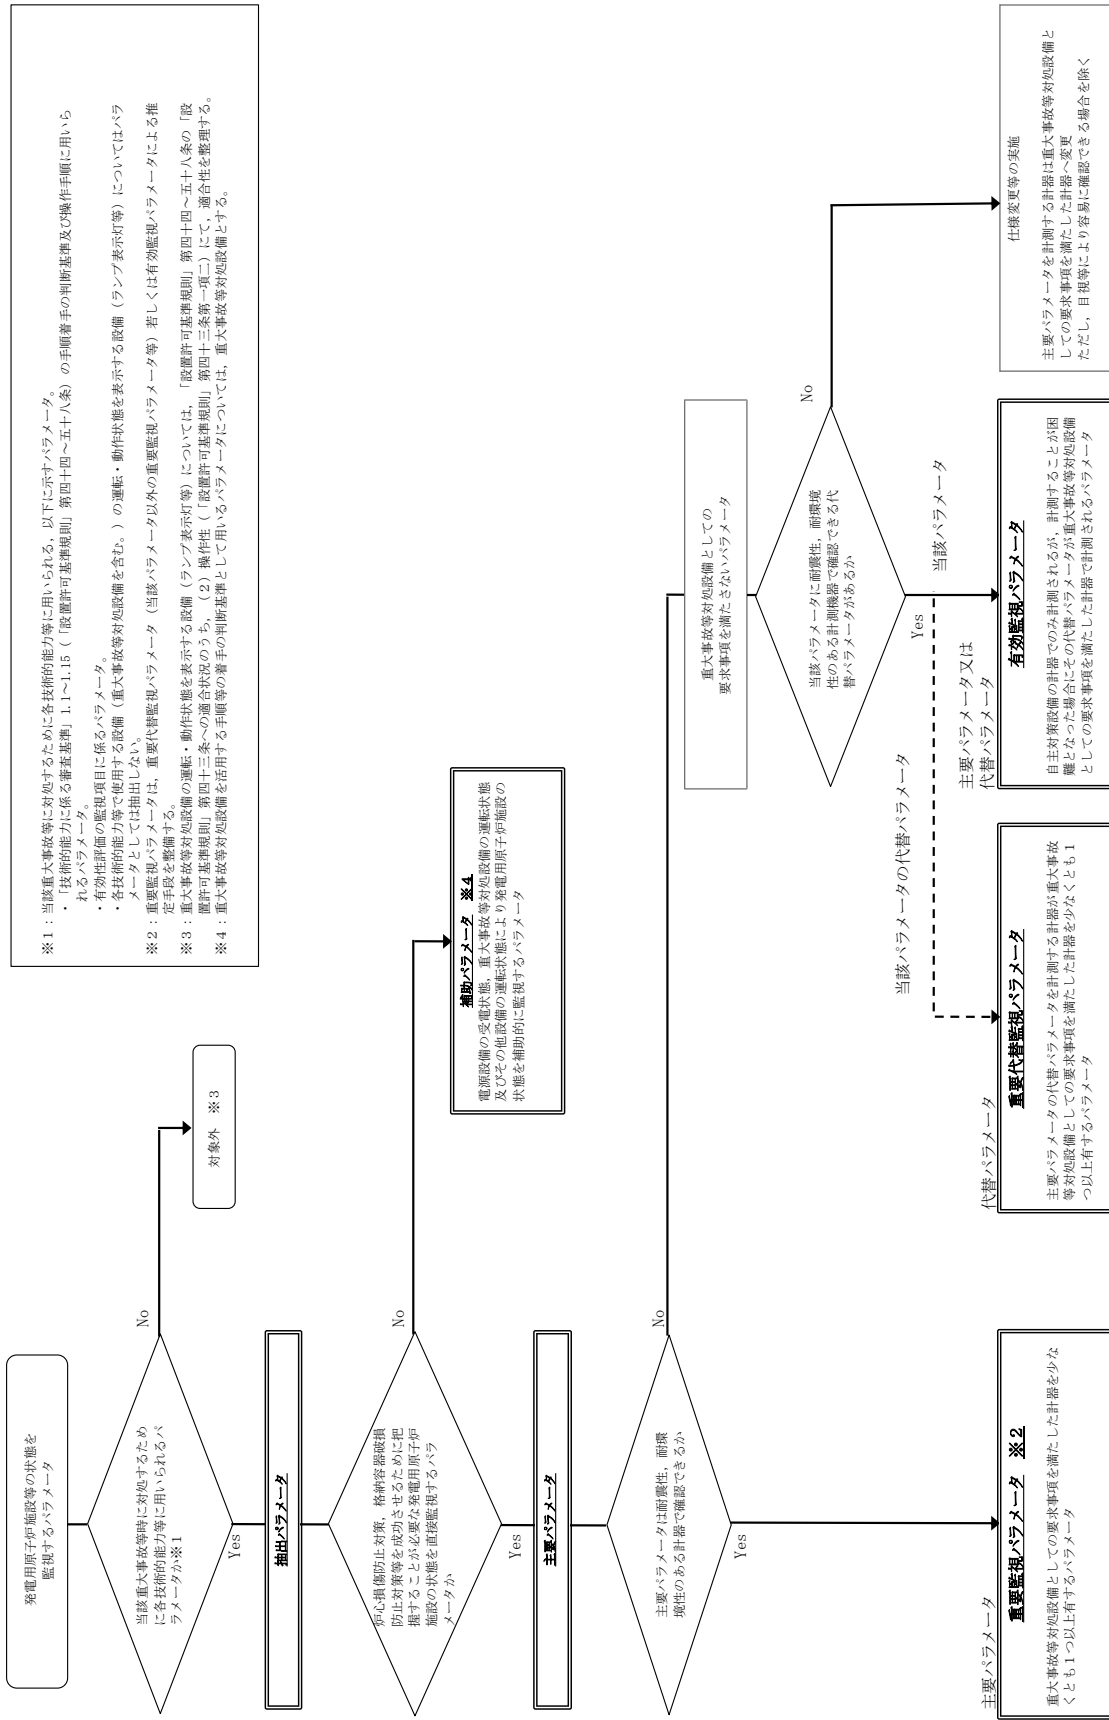 発電用原子炉施設等の状態を
監視するパラメータ
当該重大事故等時に対処するため
に各技術的能力等に用いられるパ
ラメータか※1
No
対象外　※3
Yes
抽出パラメータ
炉心損傷防止対策，格納容器破損
防止対策等を成功させるために把
握することが必要な発電用原子炉
施設の状態を直接監視するパラ
メータか
No
補助パラメータ　※4
電源設備の受電状態，重大事故等対処設備の運転状態
及びその他設備の運転状態により発電用原子炉施設の
状態を補助的に監視するパラメータ
Yes
主要パラメータ
主要パラメータは耐震性，耐環
境性のある計器で確認できるか
No
Yes
重大事故等対処設備としての
要求事項を満たさないパラメータ
当該パラメータに耐震性，耐環境
性のある計測機器で確認できる代
替パラメータがあるか
No
Yes
当該パラメータ
当該パラメータの代替パラメータ
主要パラメータ
重要監視パラメータ　※2
重大事故等対処設備としての要求事項を満たした計器を少な
くとも1つ以上有するパラメータ
代替パラメータ
重要代替監視パラメータ
主要パラメータの代替パラメータを計測する計器が重大事故
等対処設備としての要求事項を満たした計器を少なくとも1
つ以上有するパラメータ
主要パラメータ又は
代替パラメータ
有効監視パラメータ
自主対策設備の計器でのみ計測されるが，計測することが困
難となった場合にその代替パラメータが重大事故等対処設備
としての要求事項を満たした計器で計測されるパラメータ
仕様変更等の実施
主要パラメータを計測する計器は重大事故等対処設備と
しての要求事項を満たした計器へ変更
ただし，目視等により容易に確認できる場合を除く
※1：当該重大事故等に対処するために各技術的能力等に用いられる，以下に示すパラメータ。
・「技術的能力に係る審査基準」1.1～1.15（「設置許可基準規則」第四十四～五十八条）の手順着手の判断基準及び操作手順に用いら
れるパラメータ。
・有効性評価の監視項目に係るパラメータ。
・各技術的能力等で使用する設備（重大事故等対処設備を含む。）の運転・動作状態を表示する設備（ランプ表示灯等）についてはパラ
メータとしては抽出しない。
※2：重要監視パラメータは，重要代替監視パラメータ（当該パラメータ以外の重要監視パラメータ等）若しくは有効監視パラメータによる推
定手段を整備する。
※3：重大事故等対処設備の運転・動作状態を表示する設備（ランプ表示灯等）については，「設置許可基準規則」第四十四～五十八条の「設
置許可基準規則」第四十三条への適合状況のうち，（2）操作性（「設置許可基準規則」第四十三条第一項二）にて，適合性を整理する。
※4：重大事故等対処設備を活用する手順等の着手の判断基準として用いるパラメータについては，重大事故等対処設備とする。